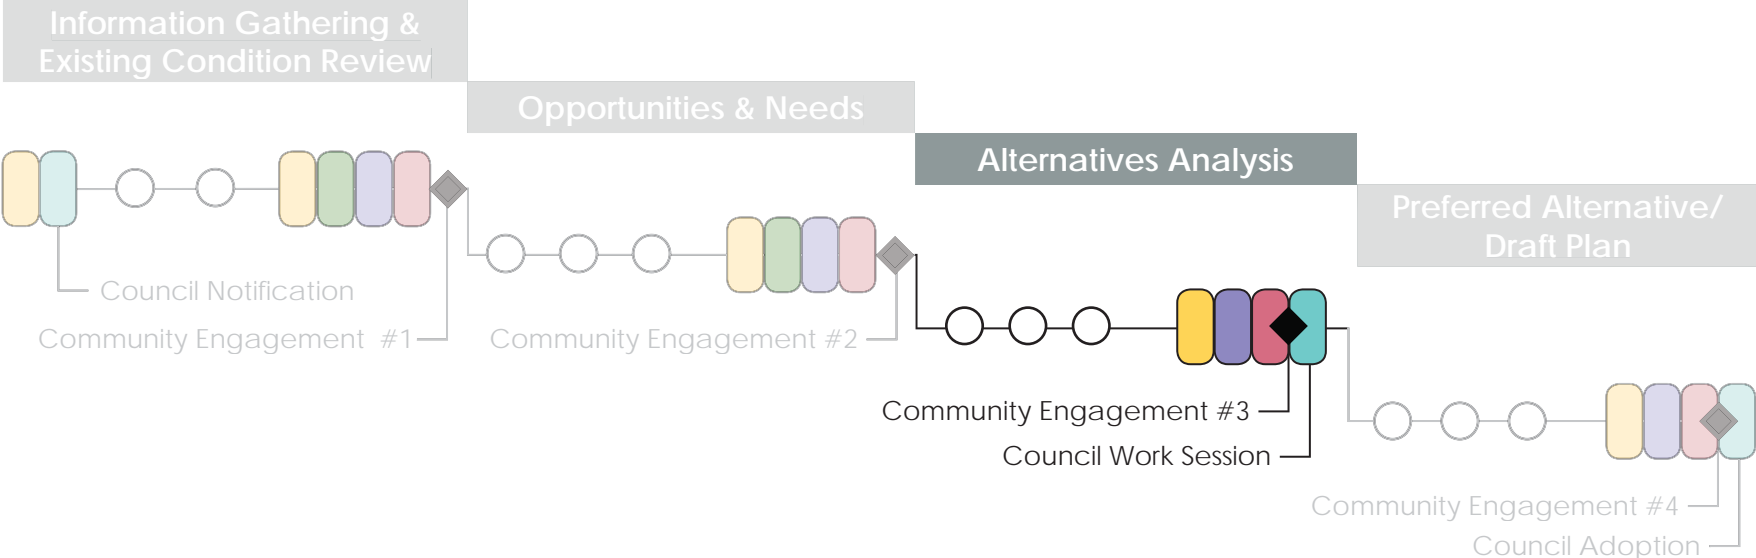 Information Gathering &
Existing Condition Review
Opportunities & Needs
Alternatives Analysis
Preferred Alternative/
Draft Plan
Council Notification
Community Engagement #1
Community Engagement #2
Community Engagement #3
Council Work Session
Community Engagement #4
Council Adoption